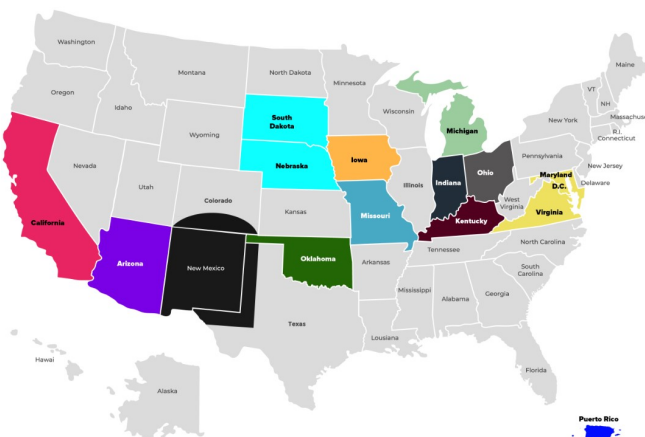 Washington
Maine
Montana
North Dakota
Minnesota
VT
NH
Oregon
Idaho
Wisconsin
South
Dakota
Michigan
New York
Massachuse
R.I.
Connecticut
Wyoming
Iowa
Pennsylvania
New Jersey
Nebraska
Ohio
Maryland
Delaware
Nevada
Indiana
D.C.
Utah
Illinois
Colorado
West
Virginia
Virginia
California
Kansas
Missouri
Kentucky
North Carolina
Tennessee
Oklahoma
Arizona
New Mexico
Arkansas
South
Carolina
Mississippi
Alabama
Georgia
Texas
Louisiana
Hawai
Florida
Alaska
Puerto Rico